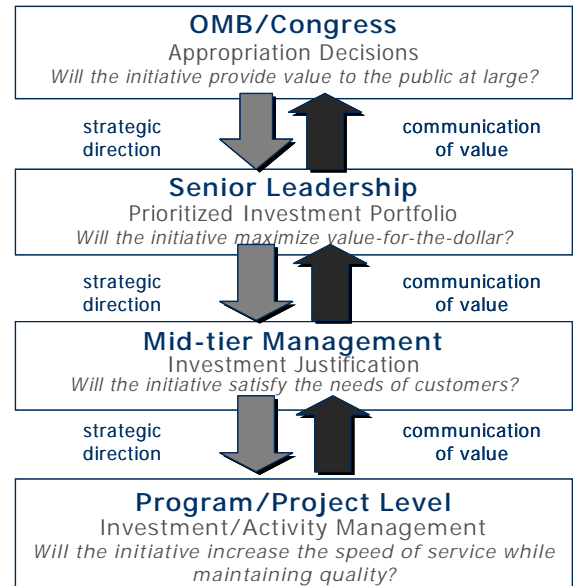 OMB/Congress
Appropriation Decisions
Will the initiative provide value to the public at large?
strategic
direction
communication
of value
Senior Leadership
Prioritized Investment Portfolio
Will the initiative maximize value-for-the-dollar?
strategic
direction
communication
of value
Mid-tier Management
Investment Justification
Will the initiative satisfy the needs of customers?
strategic
direction
communication
of value
Program/Project Level
Investment/Activity Management
Will the initiative increase the speed of service while
maintaining quality?